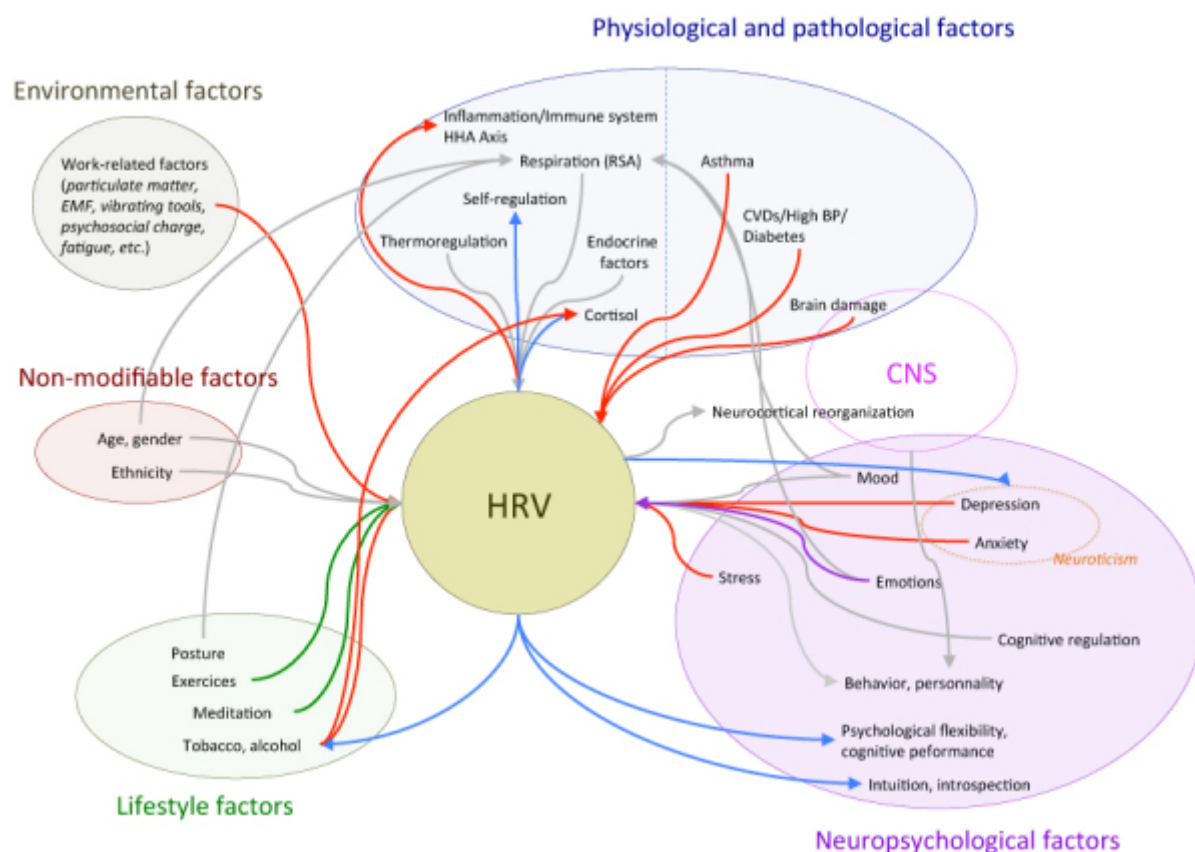 Physiological and pathological factors
Environmental factors
Inflammation/Immune system
HHA Axis
Work-related factors
(particulate matter,
EMF, vibrating tools,
psychosocial charge,
fatigue, etc.)
Respiration (RSA)
Asthma
Self-regulation
CVDs/High BP/
Diabetes
Thermoregulation
Endocrine
factors
Cortisol
Brain damage
Non-modifiable factors
CNS
Age, gender
Ethnicity
Neurocortical reorganization
HRV
Mood
Depression
Anxiety
Neuroticism
Stress
Emotions
Cognitive regulation
Posture
Exercices
Meditation
Tobacco, alcohol
Behavior, personnality
Psychological flexibility,
cognitive peformance
Intuition, introspection
Lifestyle factors
Neuropsychological factors